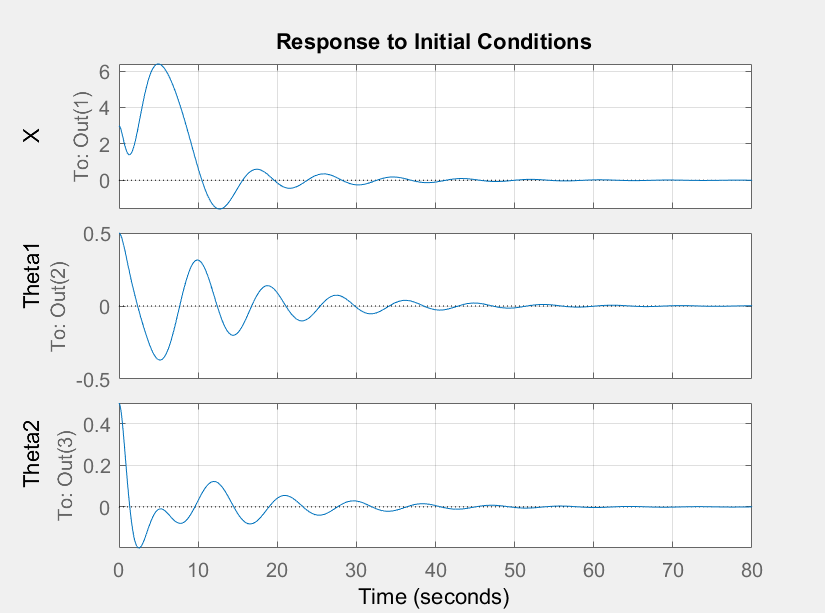 Response to Initial Conditions
X
To: Out(1)
6
4
2
0
Theta1
To: Out(2)
0.5
0
-0.5
Theta2
To: Out(3)
0.4
0.2
0
0 10 20 30 40 50 60 70 80
Time (seconds)